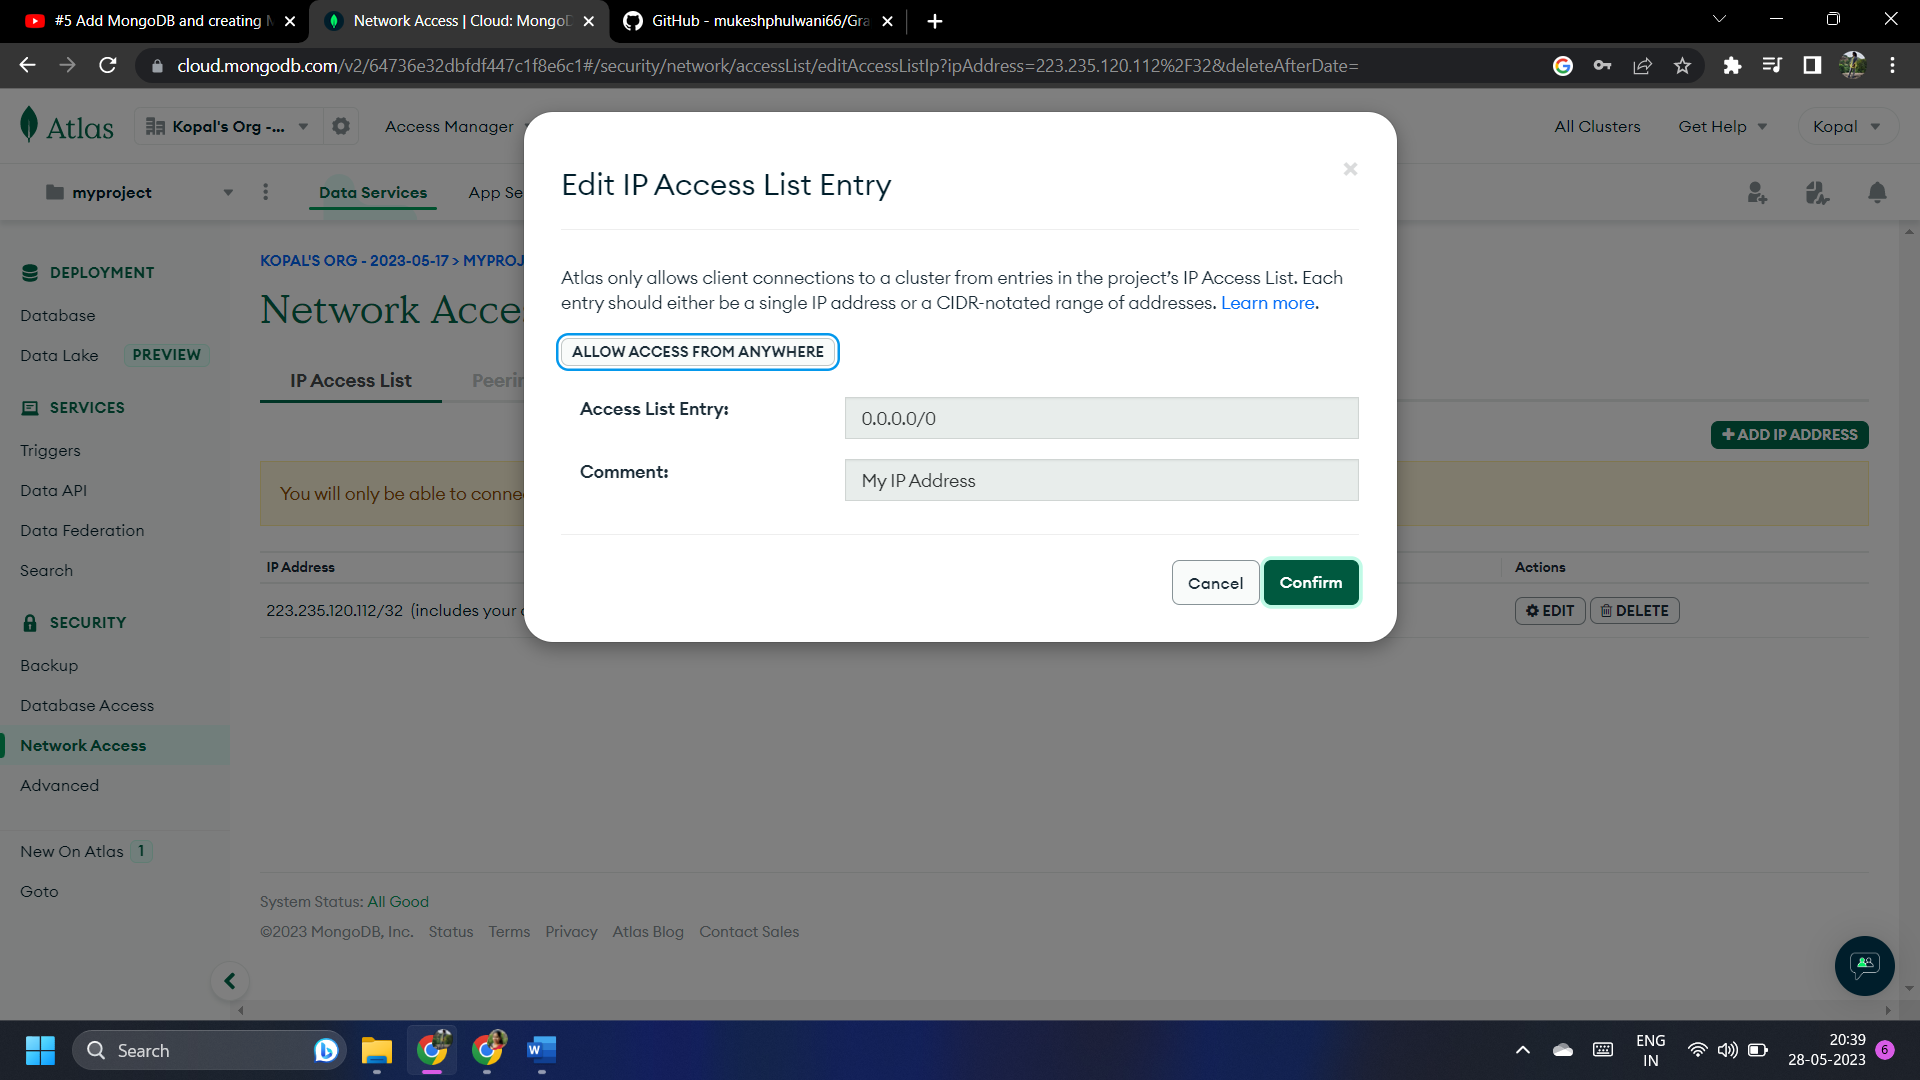 #5 Add MongoDB and creating M
Network Access | Cloud: MongoD
GitHub - mukeshphulwani66/Gra
cloud.mongodb.com/v2/64736e32dbfdf447c1f8e6c1#/security/network/accessList/editAccessListIp?ipAddress=223.235.120.112%2F32&deleteAfterDate=
Atlas
Kopal's Org -...
Access Manager
All Clusters
Get Help
Kopal
myproject
Data Services
App Se
DEPLOYMENT
Database
Data Lake
PREVIEW
SERVICES
Triggers
Data API
Data Federation
Search
SECURITY
Backup
Database Access
Network Access
Advanced
New On Atlas
1
Goto
KOPAL'S ORG - 2023-05-17 > MYPROJ
Network Acce
IP Access List
Peerin
+ ADD IP ADDRESS
You will only be able to conne
IP Address
Actions
223.235.120.112/32 (includes your c
EDIT
DELETE
Edit IP Access List Entry
Atlas only allows client connections to a cluster from entries in the project's IP Access List. Each
entry should either be a single IP address or a CIDR-notated range of addresses. Learn more.
ALLOW ACCESS FROM ANYWHERE
Access List Entry:
0.0.0.0/0
Comment:
My IP Address
Cancel
Confirm
System Status: All Good
©2023 MongoDB, Inc.
Status
Terms
Privacy
Atlas Blog
Contact Sales
Search
ENG
IN
20:39
28-05-2023
6